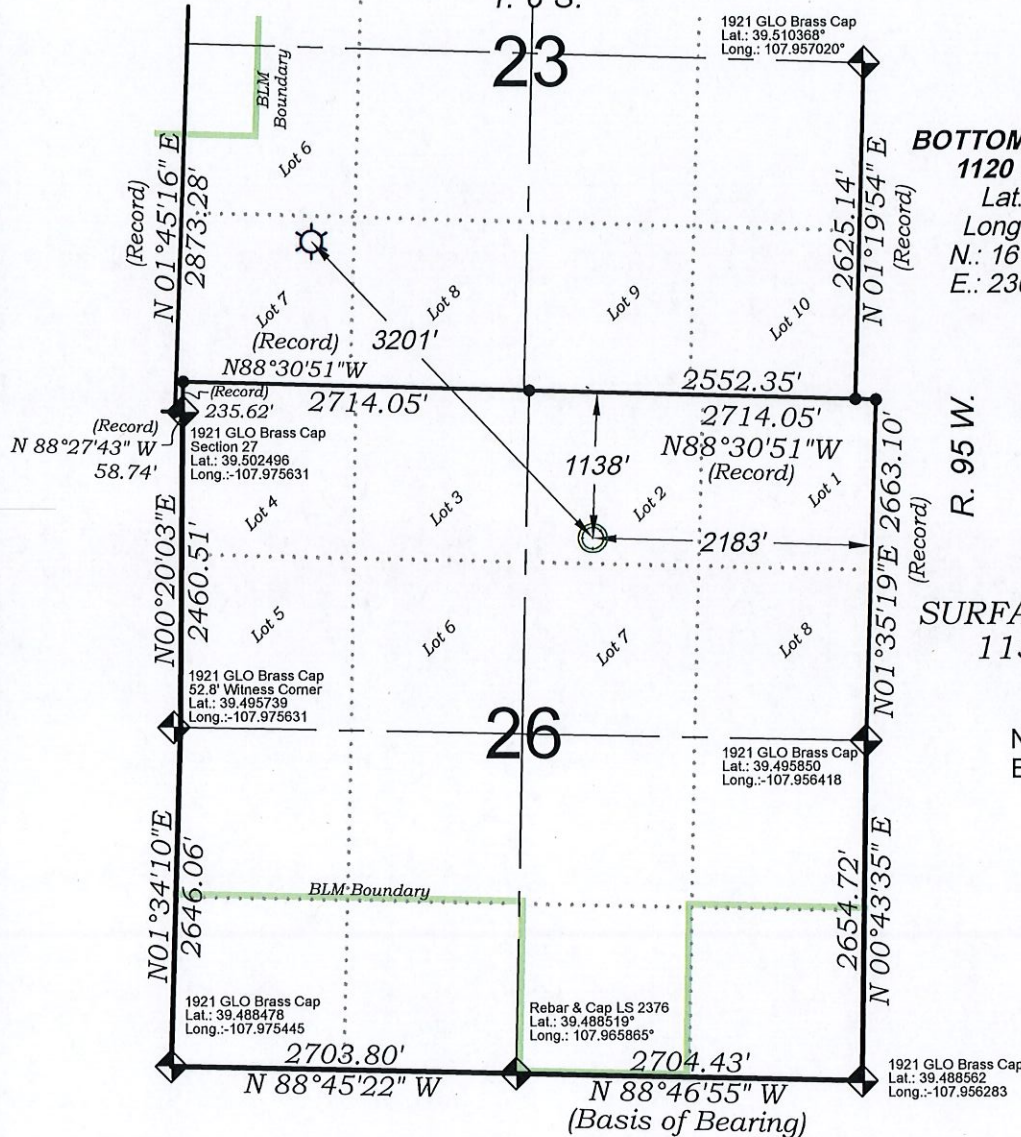 T. 6 S.
23
1921 GLO Brass Cap
Lat.: 39.510368°
Long.: 107.957020°
BLM
Boundary
Lot 6
N 01°45'16" E
2873.28'
(Record)
2625.14'
N 01°19'54" E
(Record)
BOTTOM
1120
Lat.
Long
N.: 16
E.: 23
Lot 7
Lot 8
Lot 9
Lot 10
3201'
(Record)
N88°30'51"W
2714.05'
2552.35'
2714.05'
N88°30'51"W
(Record)
(Record)
235.62'
(Record)
N 88°27'43" W
58.74'
1921 GLO Brass Cap
Section 27
Lat.: 39.502496
Long.:-107.975631
1138'
2183'
Lot 4
Lot 3
Lot 2
Lot 1
N00°20'03"E
2460.51'
N01°35'19"E 2663.10'
(Record)
R. 95 W.
Lot 5
Lot 6
Lot 7
Lot 8
SURFA
113
1921 GLO Brass Cap
52.8' Witness Corner
Lat.: 39.495739
Long.:-107.975631
26
1921 GLO Brass Cap
Lat.: 39.495850
Long.:-107.956418
N
E
N01°34'10"E
2646.06'
BLM Boundary
2654.72'
N 00°43'35" E
1921 GLO Brass Cap
Lat.: 39.488478
Long.:-107.975445
Rebar & Cap LS 2376
Lat.: 39.488519°
Long.: 107.965865°
2703.80'
N 88°45'22" W
2704.43'
N 88°46'55" W
(Basis of Bearing)
1921 GLO Brass Cap
Lat.: 39.488562
Long.:-107.956283